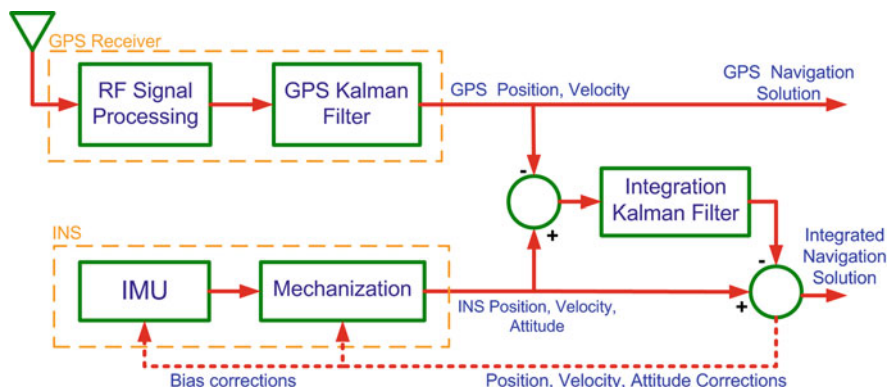 GPS Receiver
RF Signal
Processing
GPS Kalman
Filter
GPS Position, Velocity
GPS Navigation
Solution
-
+
Integration
Kalman Filter
-
+
Integrated
Navigation
Solution
INS
IMU
Mechanization
INS Position, Velocity,
Attitude
Bias corrections
Position, Velocity, Attitude Corrections